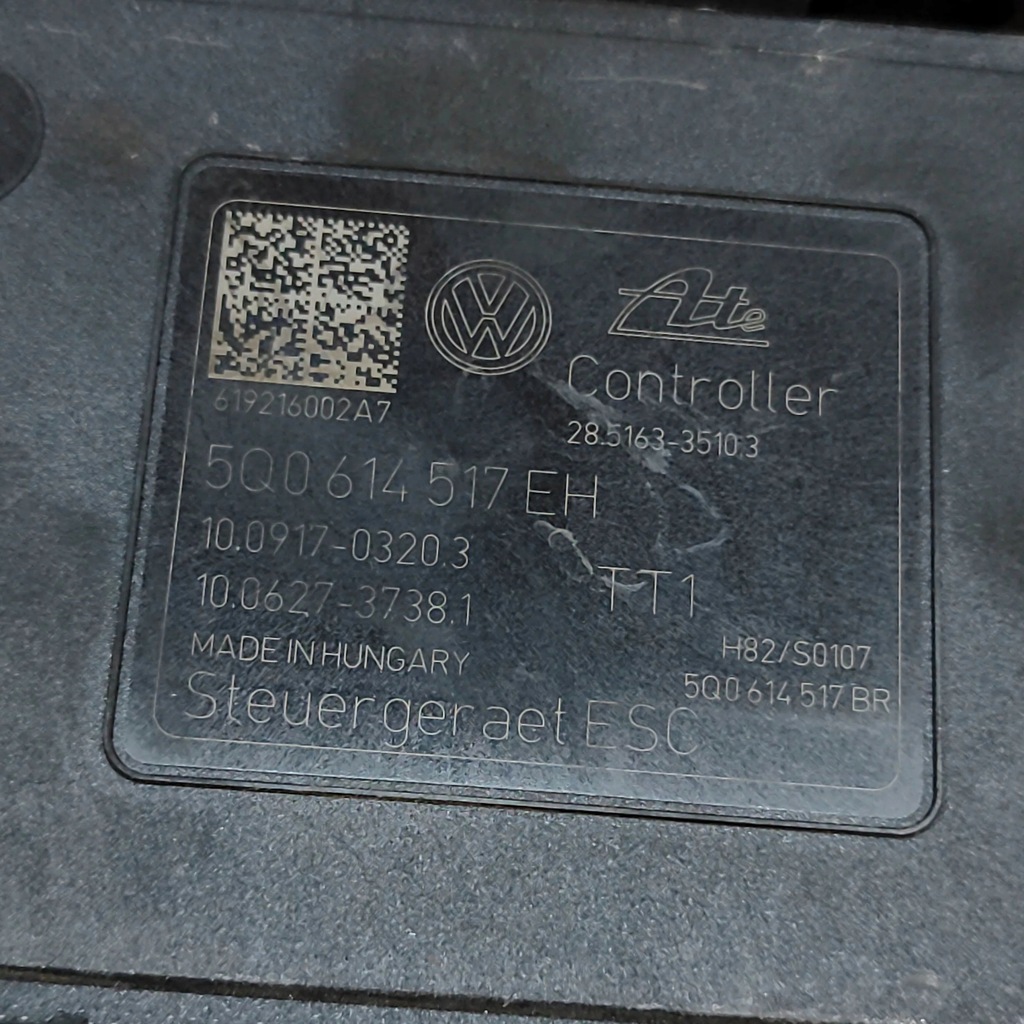 Ate
Controller
28.5163-3510.3
619216002A7
5Q0 614 517 EH
10.0917-0320.3
10.0627-3738.1
TT1
MADE IN HUNGARY
H82/S0107
5Q0 614 517 BR
Steuergeraet ESC